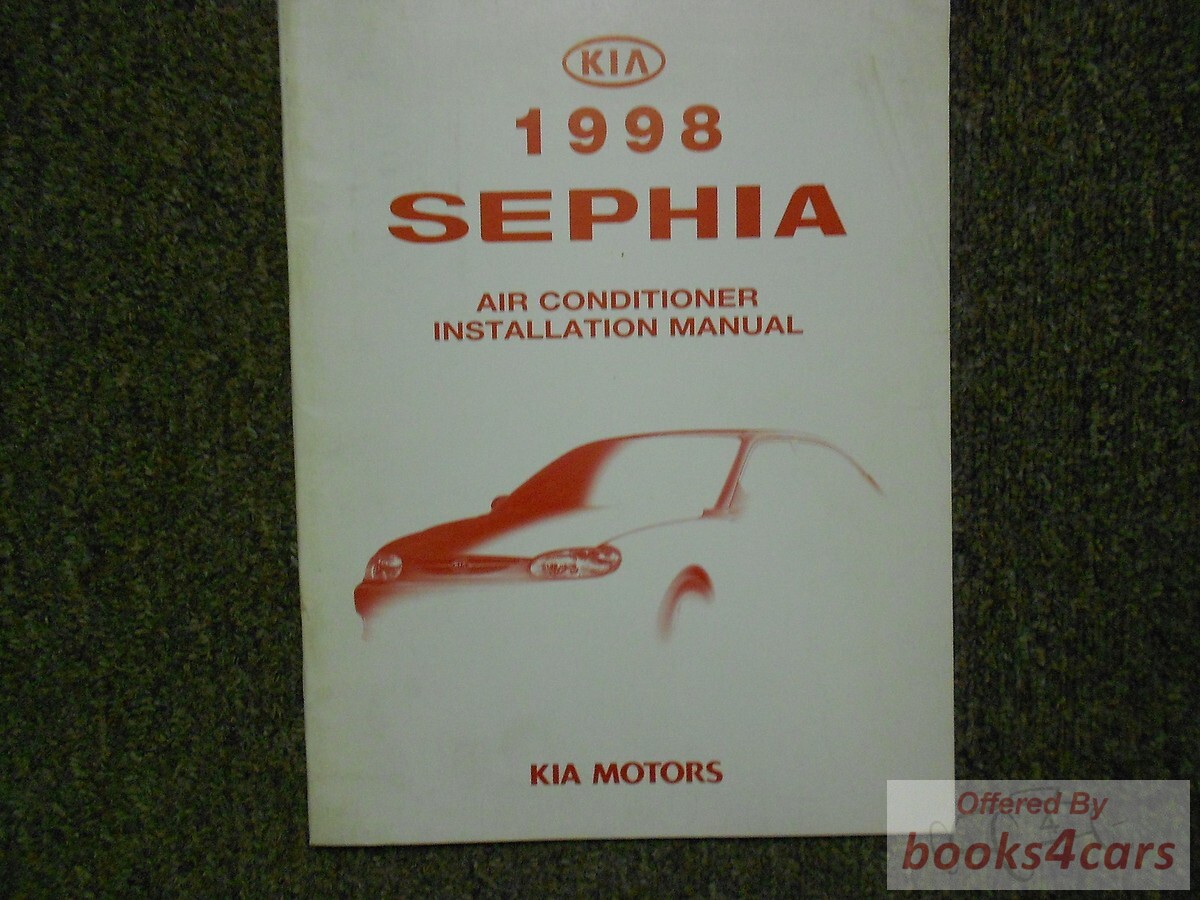 KIA
1998
SEPHIA
AIR CONDITIONER
INSTALLATION MANUAL
KIA MOTORS
Offered By
books4cars